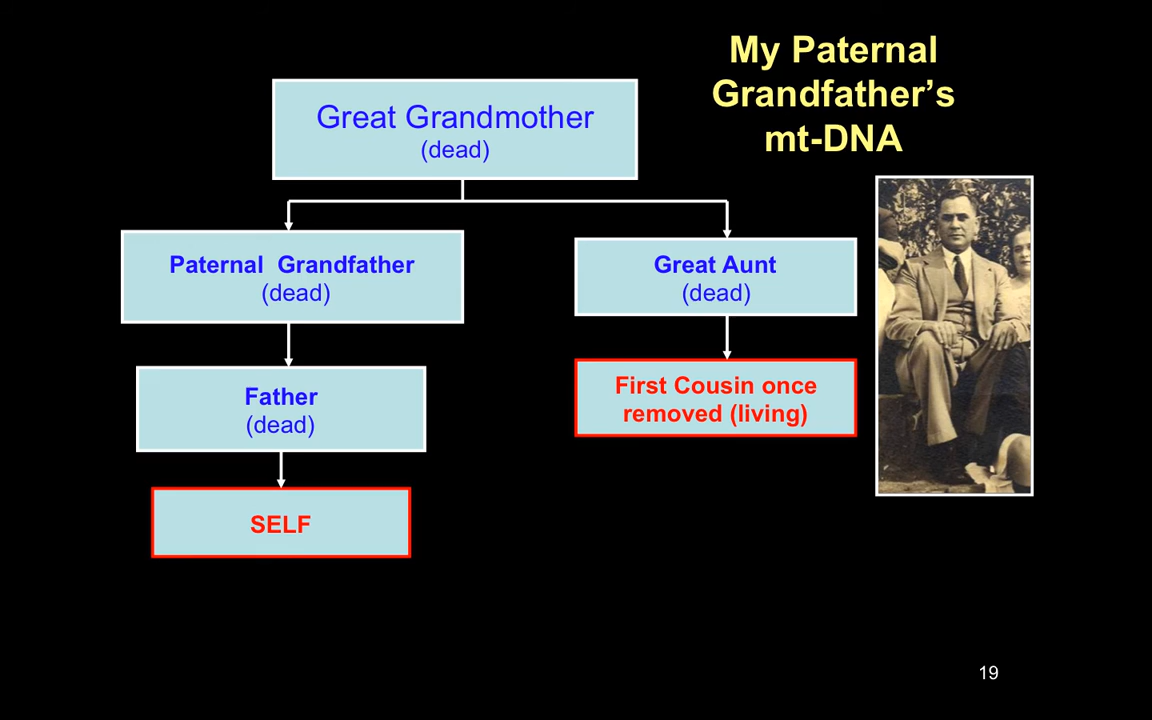 My Paternal
Grandfather’s
mt-DNA
Great Grandmother
(dead)
Paternal  Grandfather
(dead)
Great Aunt
(dead)
Father
(dead)
First Cousin once
removed (living)
SELF
19